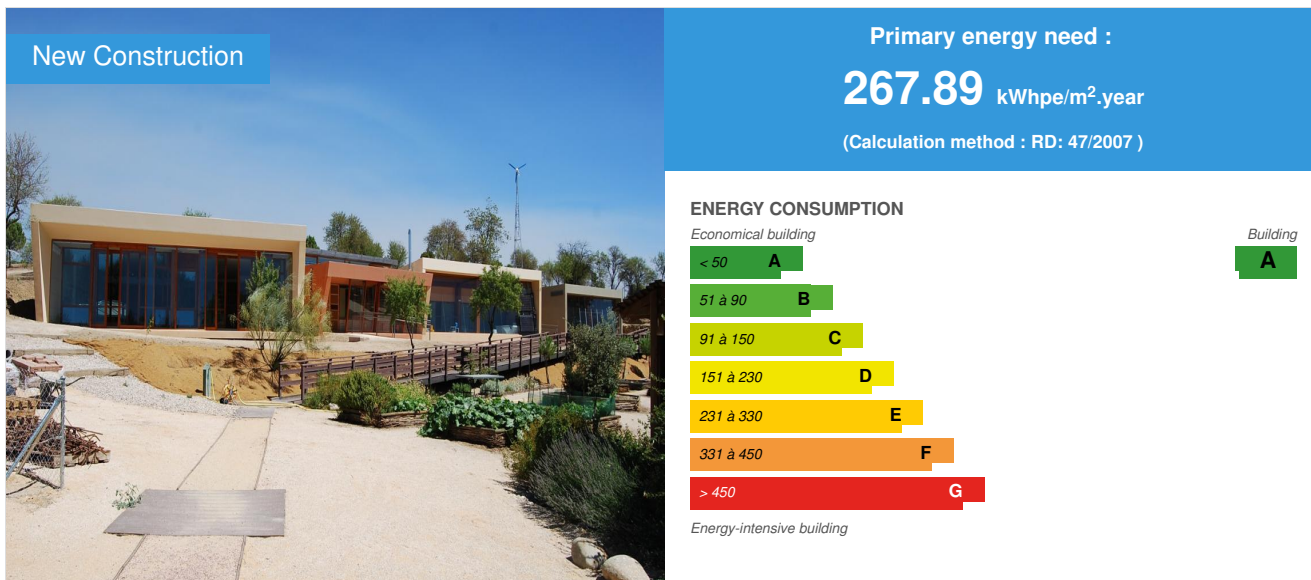 New Construction
Primary energy need :
267.89 kWhpe/m².year
(Calculation method : RD: 47/2007 )
ENERGY CONSUMPTION
Economical building
Building
< 50 A
A
51 à 90 B
91 à 150 C
151 à 230 D
231 à 330 E
331 à 450 F
> 450 G
Energy-intensive building